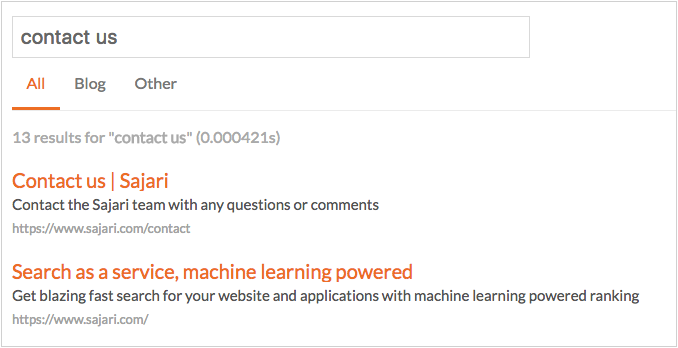 contact us
All Blog Other
13 results for "contact us" (0.000421s)
Contact us | Sajari
Contact the Sajari team with any questions or comments
https://www.sajari.com/contact
Search as a service, machine learning powered
Get blazing fast search for your website and applications with machine learning powered ranking
https://www.sajari.com/